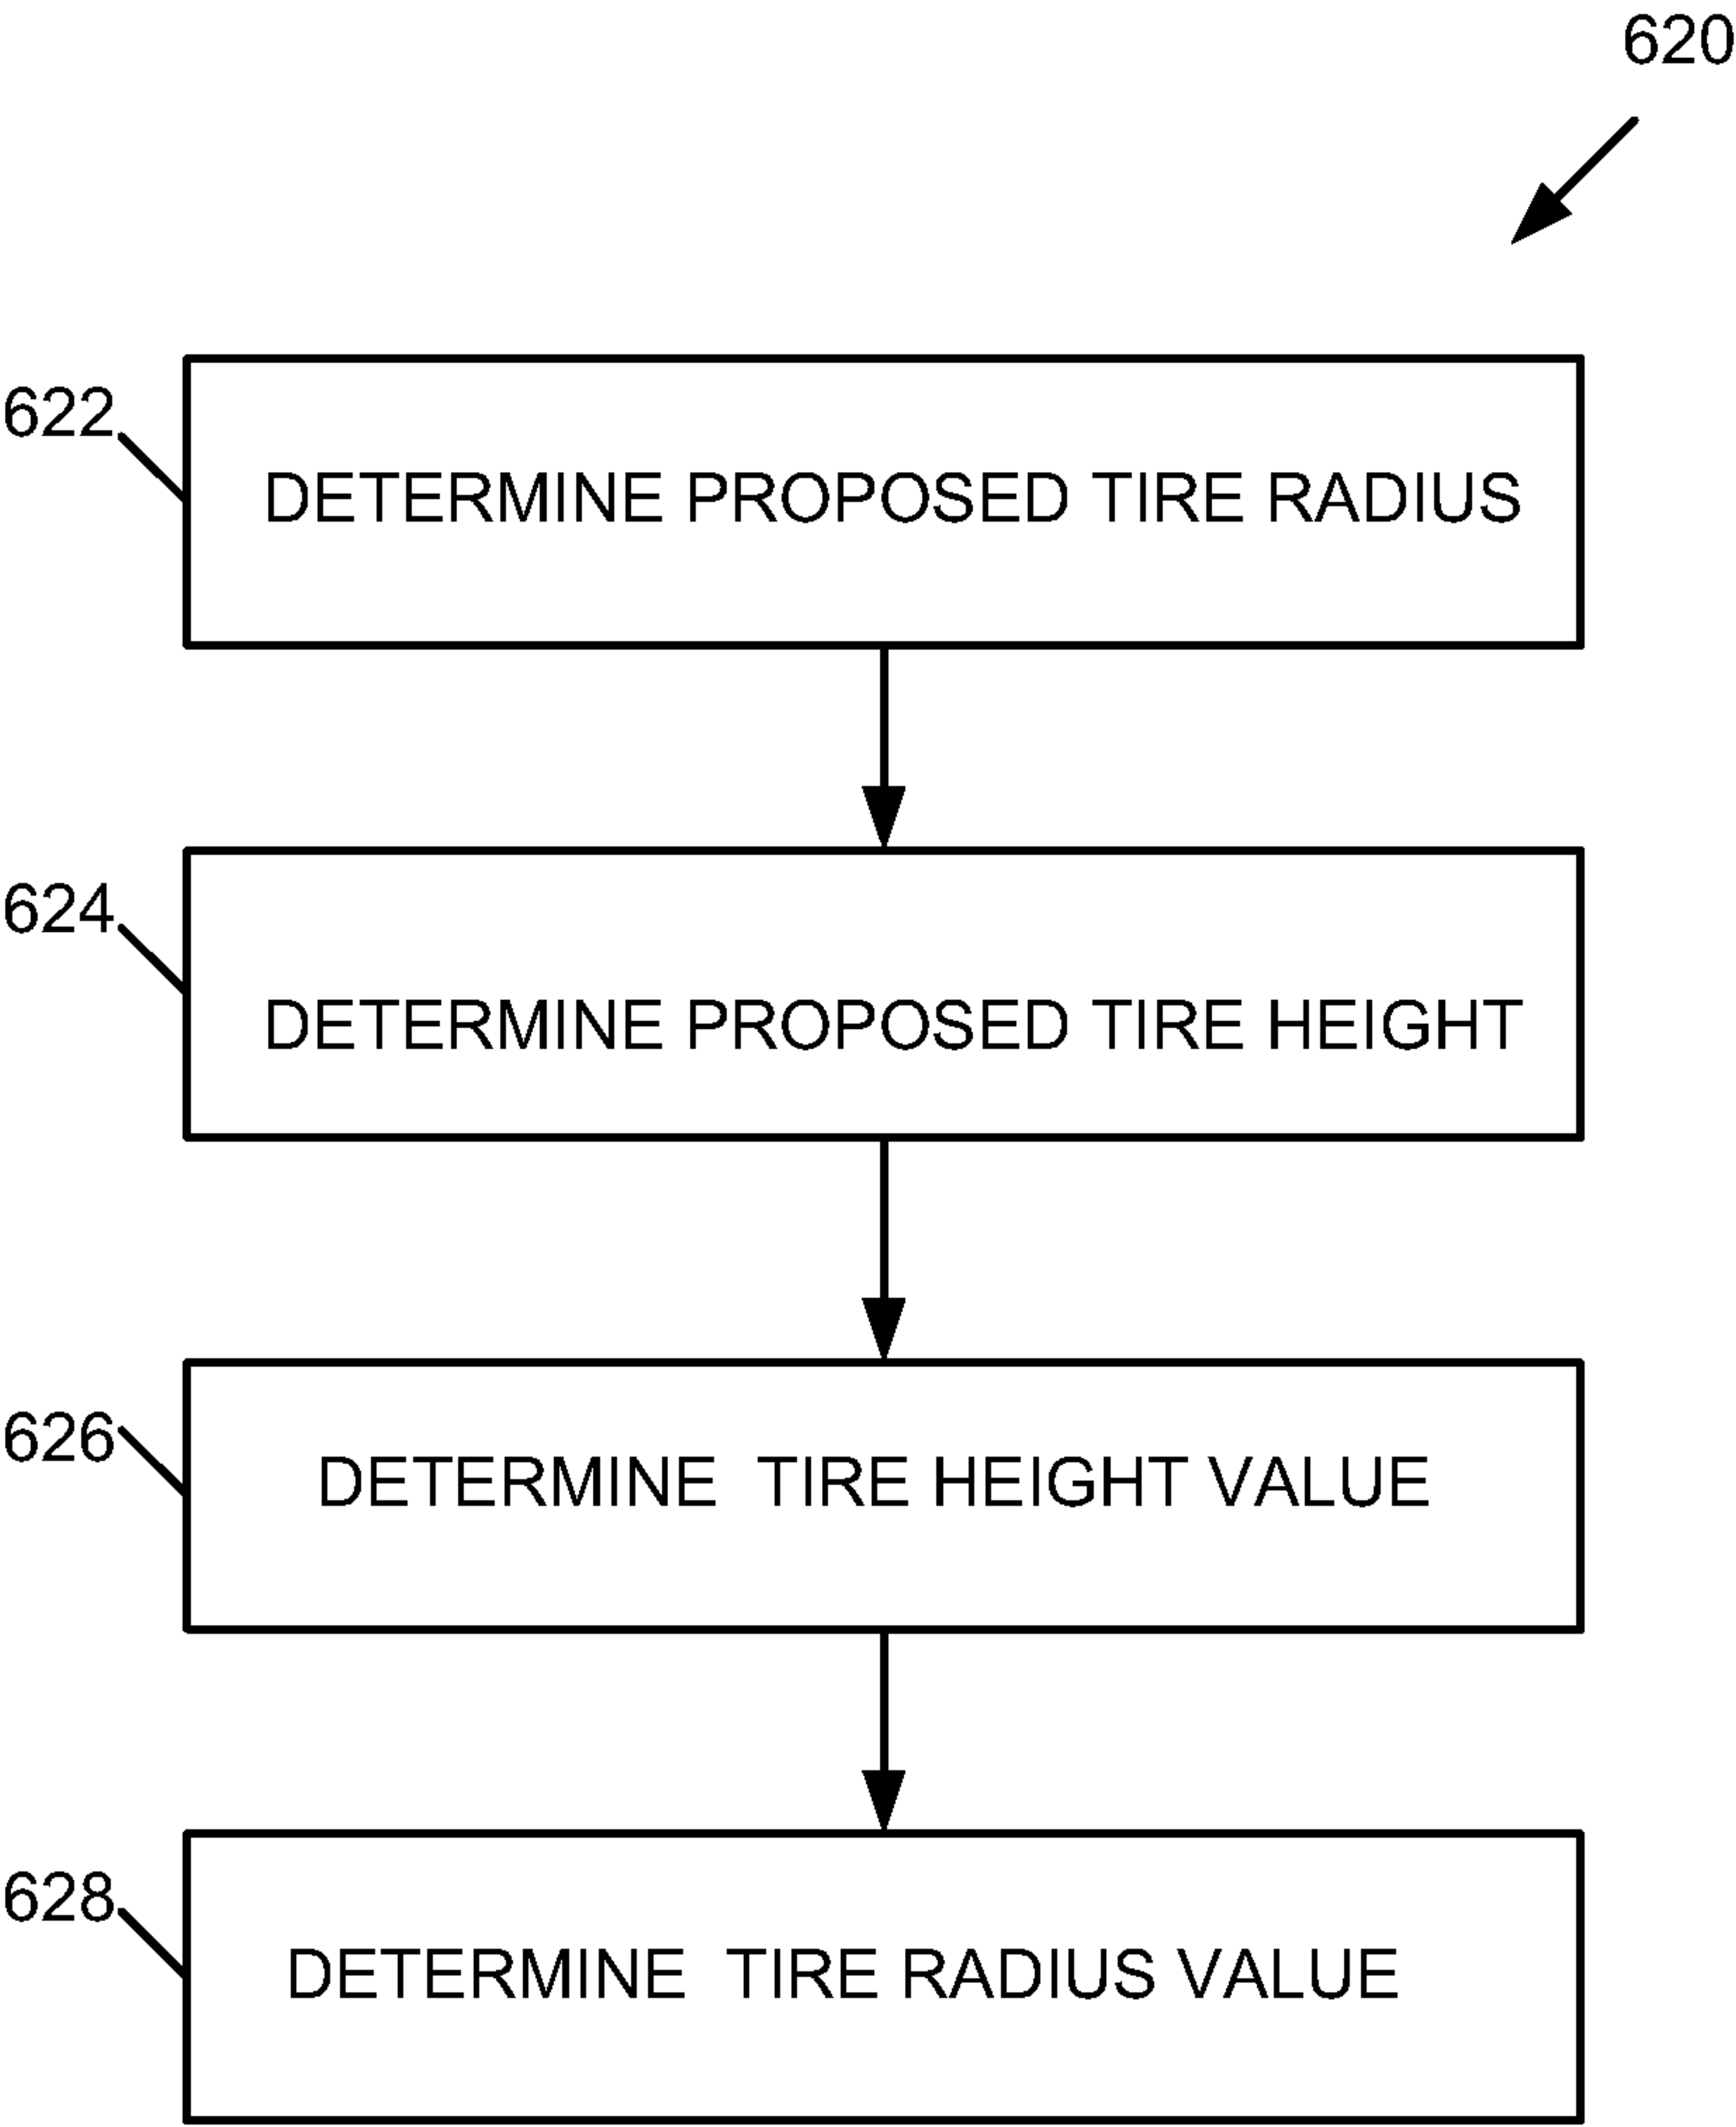 620
622
DETERMINE PROPOSED TIRE RADIUS
624
DETERMINE PROPOSED TIRE HEIGHT
626
DETERMINE TIRE HEIGHT VALUE
628
DETERMINE TIRE RADIUS VALUE